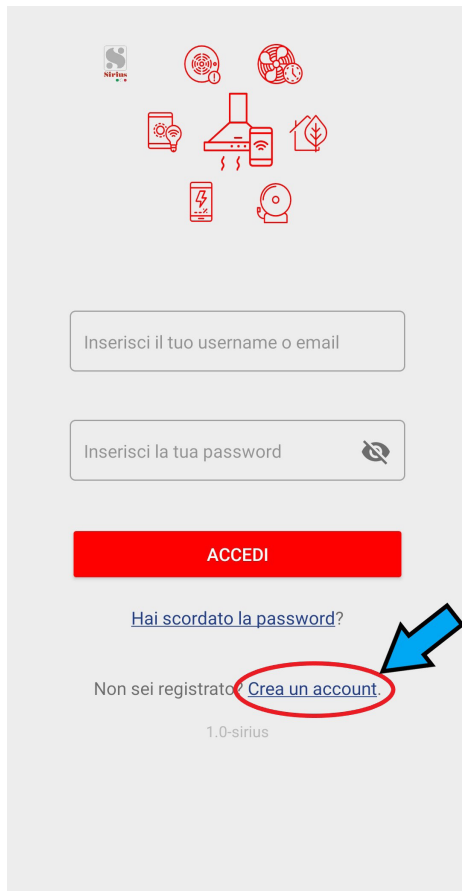 Sirius
Inserisci il tuo username o email
Inserisci la tua password
ACCEDI
Hai scordato la password?
Non sei registrato? Crea un account.
1.0-sirius